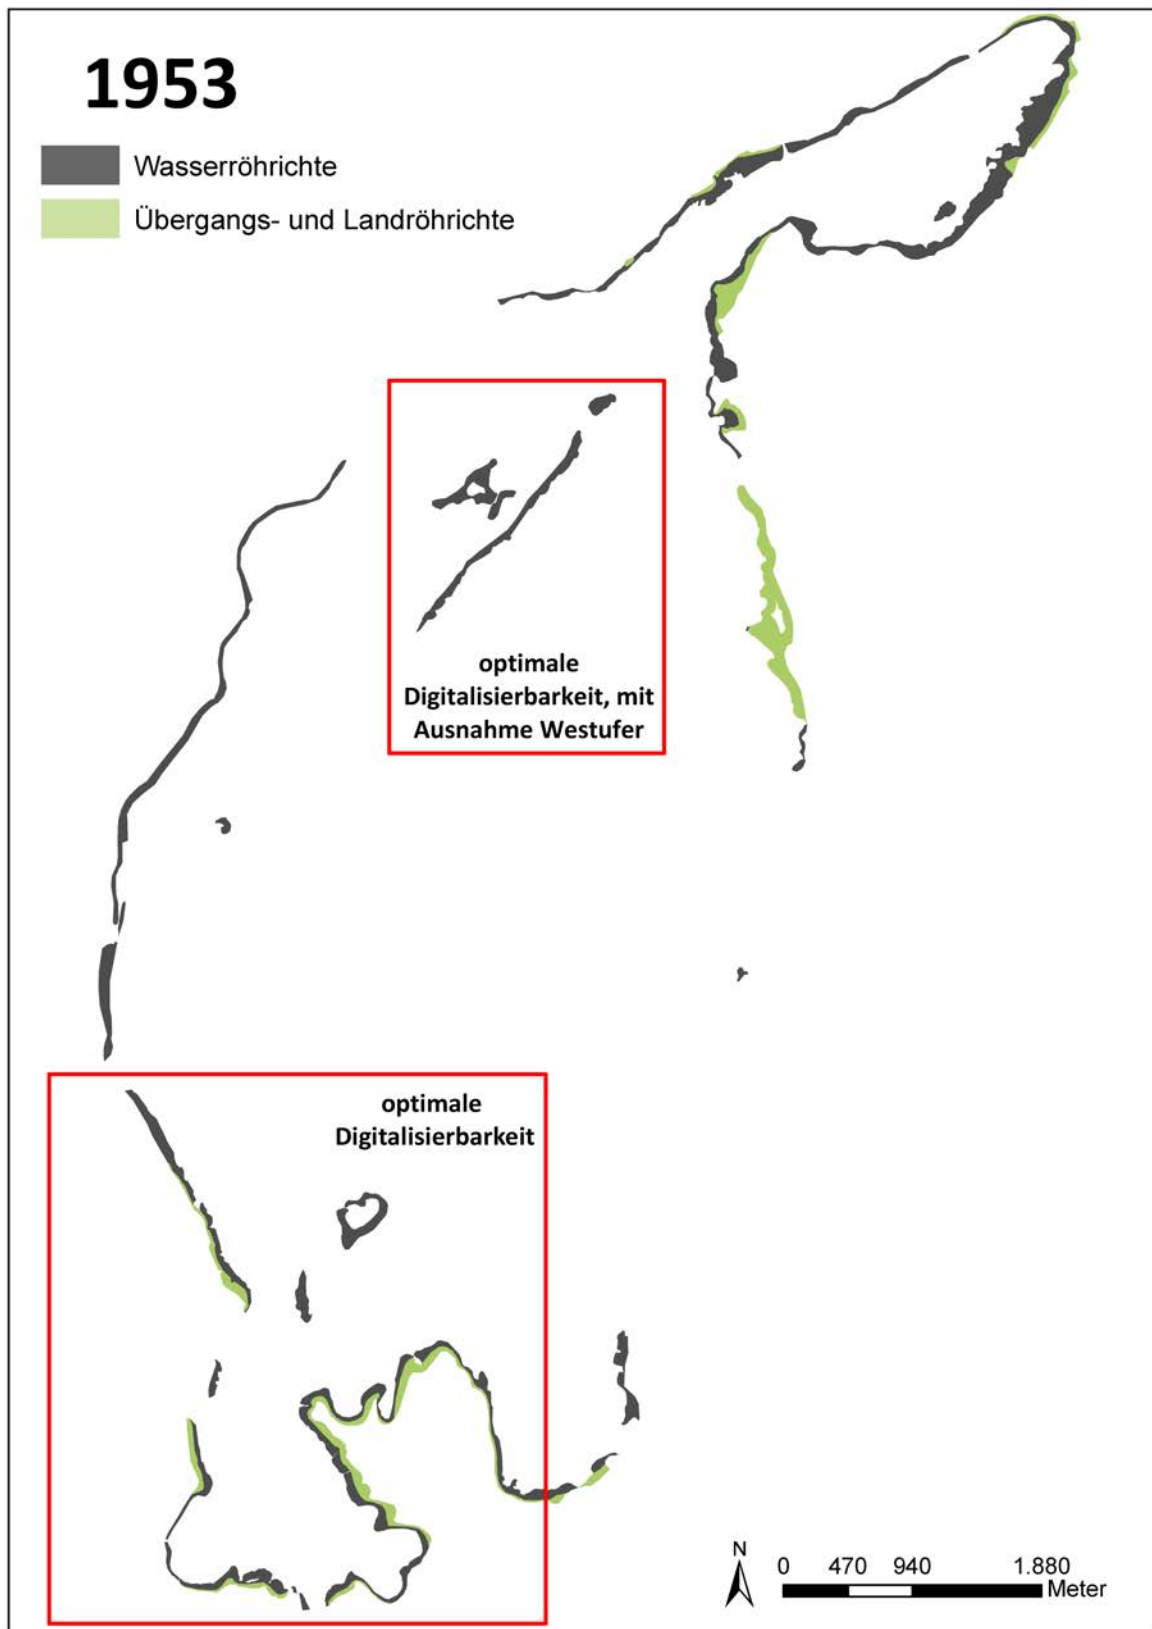 1953
Wasserröhrichte
Übergangs- und Landröhrichte
optimale
Digitalisierbarkeit, mit
Ausnahme Westufer
optimale
Digitalisierbarkeit
N
0 470 940 1.880
Meter